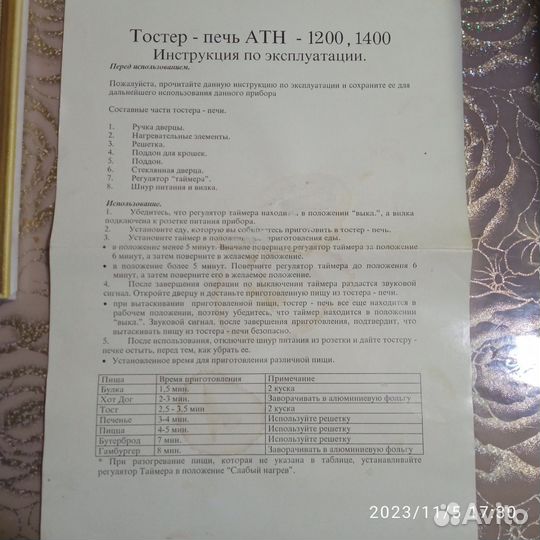 Тостер - печь АТН - 1200, 1400
Инструкция по эксплуатации.
Перед использованием.
Пожалуйста, прочитайте данную инструкцию по эксплуатации и сохраните ее для
дальнейшего использования данного прибора
Составные части тостера - печи.
1. Ручка дверцы.
2. Нагревательные элементы.
3. Решетка.
4. Поддон для крошек.
5. Поддон.
6. Стеклянная дверца.
7. Регулятор "таймера".
8. Шнур питания и вилка.
Использование.
1. Убедитесь, что регулятор таймера находится в положении "выкл.", а вилка
подключена к розетке питания прибора.
2. Установите еду, которую вы собираетесь приготовить в тостер - печь.
3. Установите таймер в положение приготовления еды.
• в положение менее 5 минут. Вначале поверните регулятор таймера за положение
6 минут, а затем поверните в желаемое положение.
• в положение более 5 минут. Поверните регулятор таймера до положения 6
минут, а затем поверните его в желаемое положение.
4. После завершения операции по выключении таймера раздастся звуковой
сигнал. Откройте дверцу и достаньте приготовленную пищу из тостера - печи.
• при вытаскивании приготовленной пищи, тостер - печь все еще находится в
рабочем положении, поэтому убедитесь, что таймер находится в положении
"выкл.". Звуковой сигнал, после завершения приготовления, подтвердит, что
вытаскивать пищу из тостера - печи безопасно.
5. После использования, отключите шнур питания из розетки и дайте тостеру -
печке остыть, перед тем, как убрать ее.
• Установленное время для приготовления различной пищи.
Пища Время приготовления Примечание
Булка 1,5 мин. 2 куска
Хот Дог 2-3 мин. Заворачивать в алюминиевую фольгу
Тост 2,5 - 3,5 мин 2 куска
Печенье 3-4 мин. Используйте решетку
Пицца 4-5 мин. Используйте решетку
Бутерброд 7 мин. Используйте решетку
Гамбургер 8 мин. Заворачивать в алюминиевую фольгу
* При разогревание пищи, которая не указана в таблице, устанавливайте
регулятор Таймера в положение "Слабый нагрев".
2023/11/5 17:30
Avito